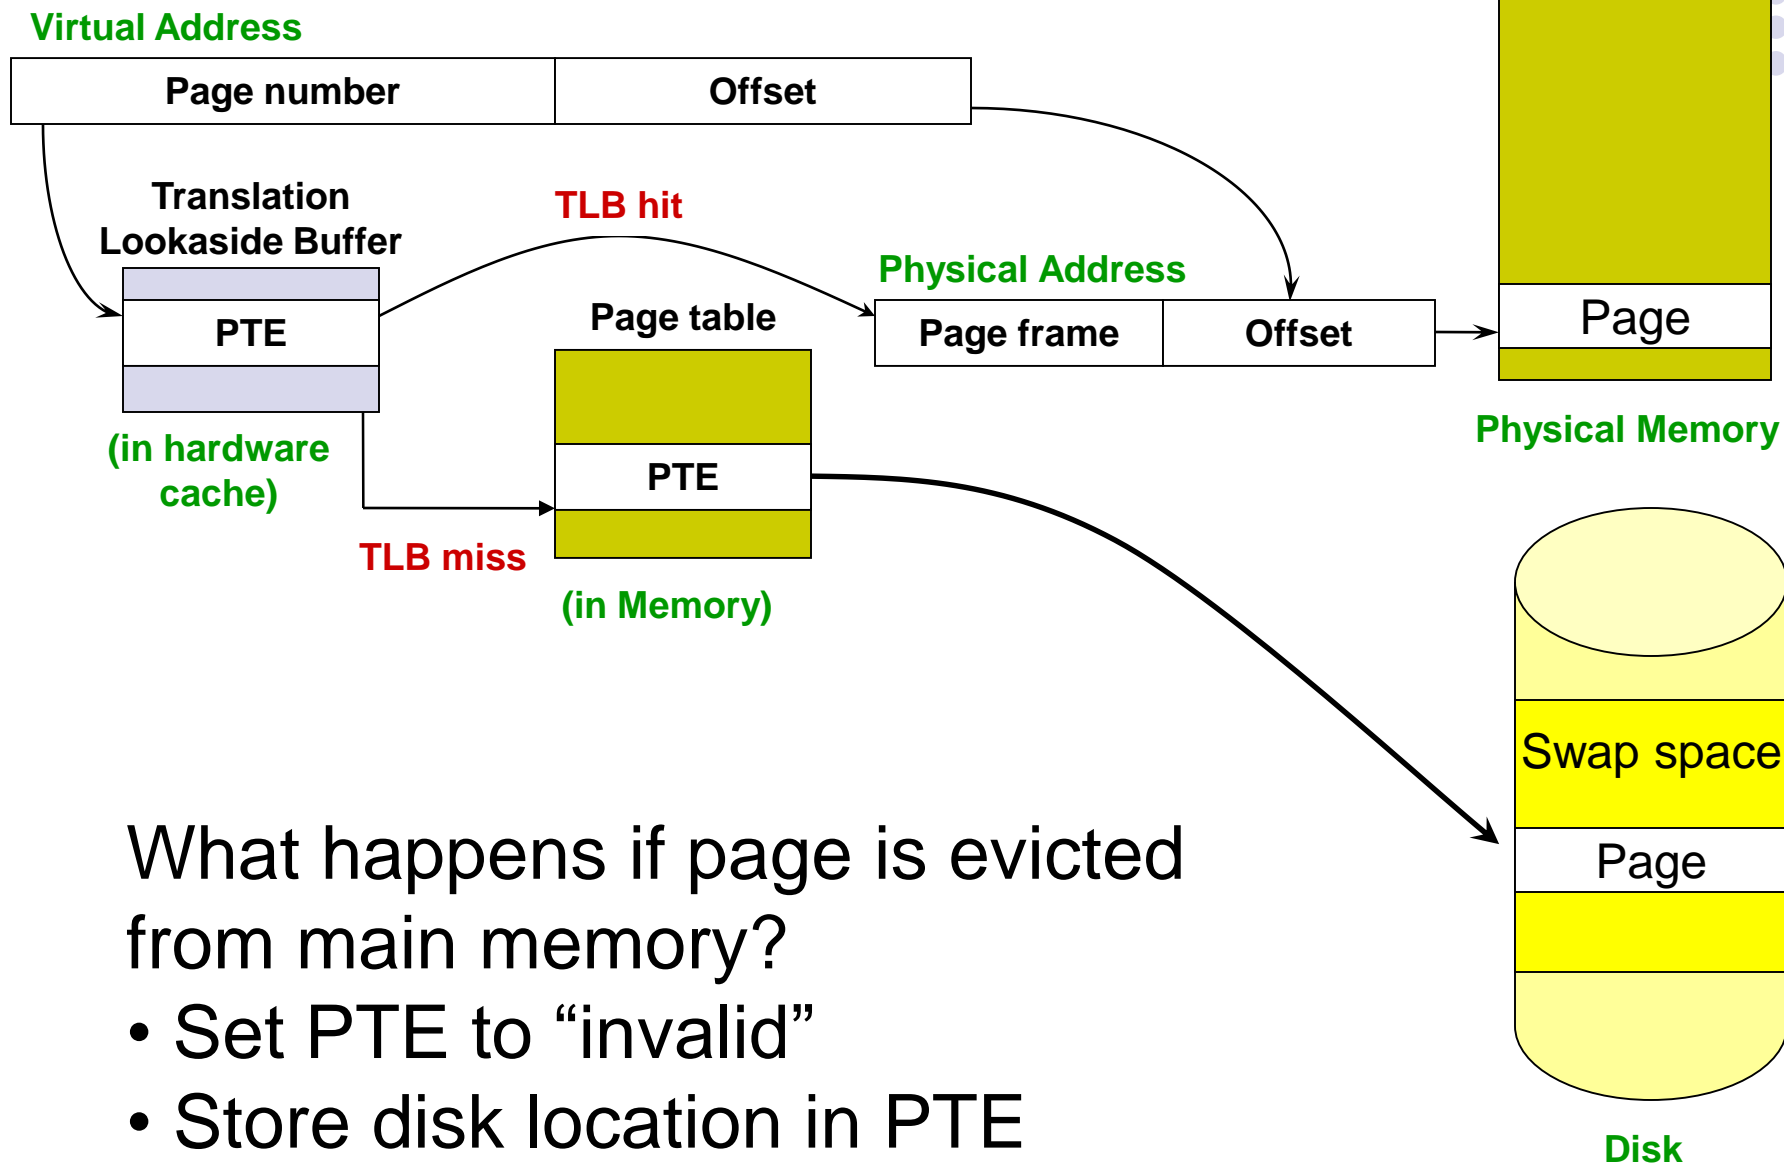 Virtual Address
Page number
Offset
Translation
Lookaside Buffer
TLB hit
Physical Address
PTE
Page table
Page frame
Offset
Page
(in hardware
cache)
PTE
Physical Memory
TLB miss
(in Memory)
Swap space
What happens if page is evicted
from main memory?
• Set PTE to “invalid”
• Store disk location in PTE
Page
Disk